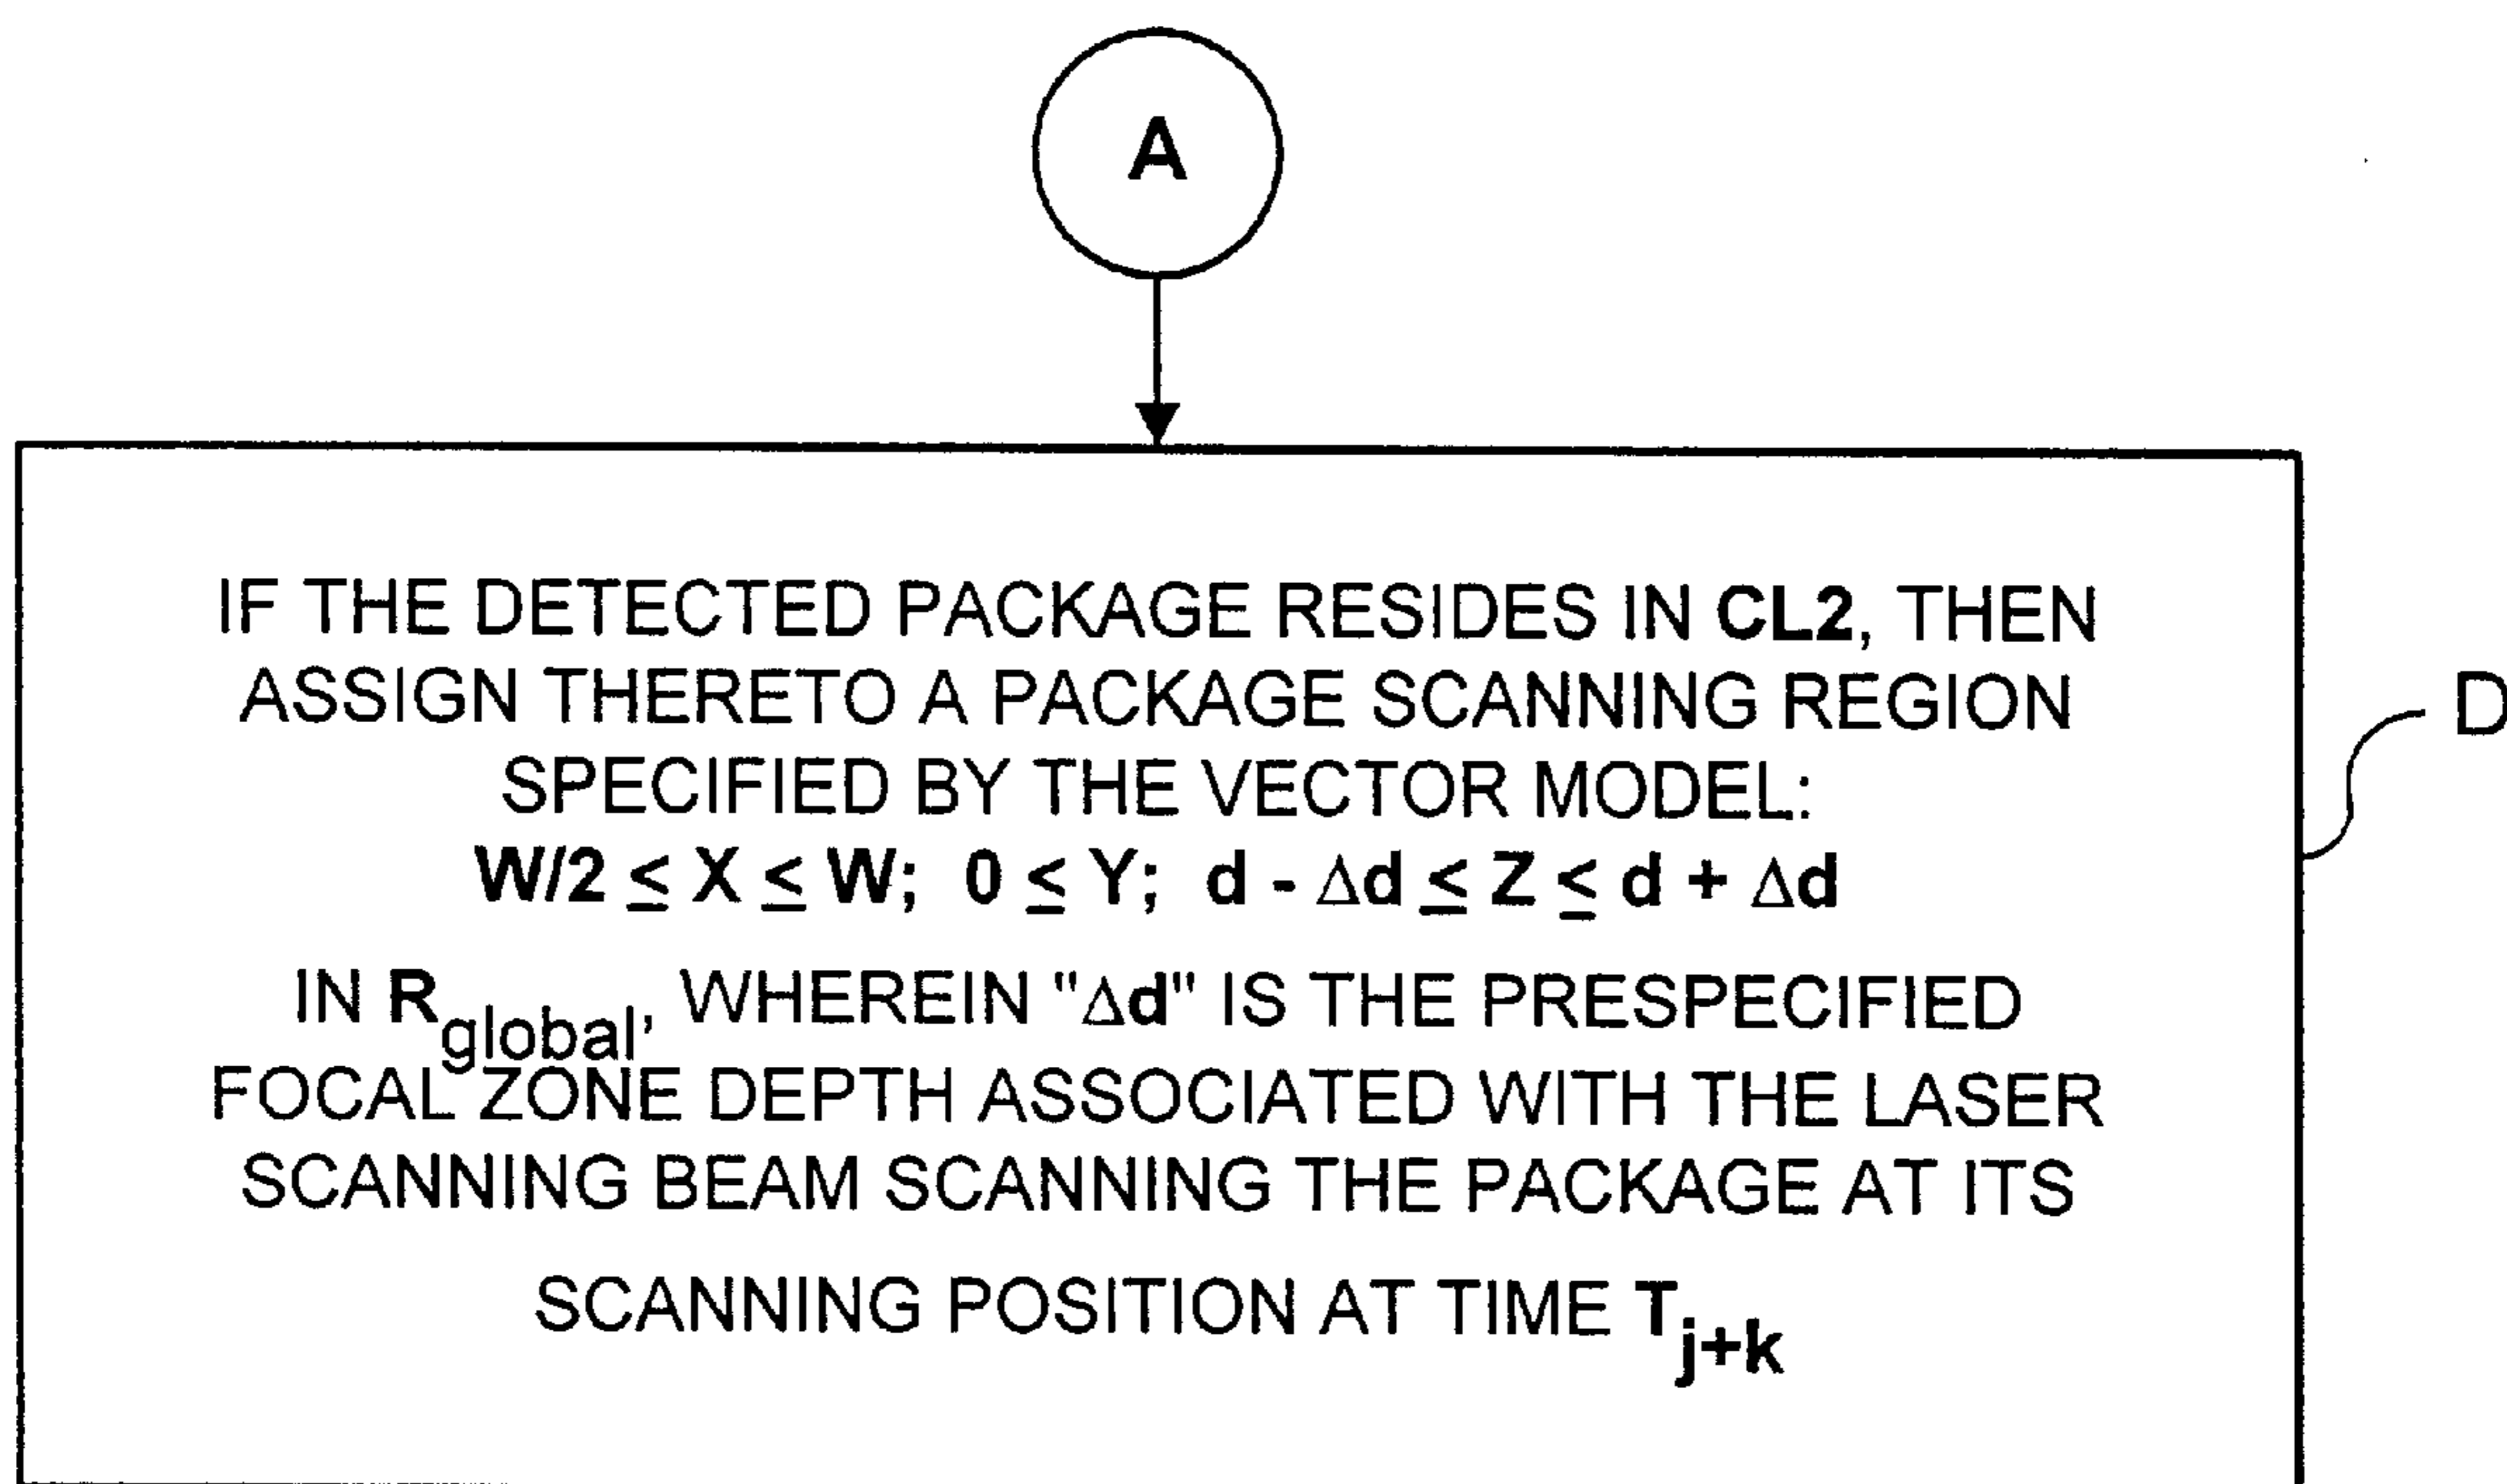 A
IF THE DETECTED PACKAGE RESIDES IN CL2, THEN
ASSIGN THERETO A PACKAGE SCANNING REGION
D
SPECIFIED BY THE VECTOR MODEL:
W/2 ≤ X ≤ W; 0 ≤ Y; d - Δd ≤ Z ≤ d + Δd
IN R_global, WHEREIN "Δd" IS THE PRESPECIFIED
FOCAL ZONE DEPTH ASSOCIATED WITH THE LASER
SCANNING BEAM SCANNING THE PACKAGE AT ITS
SCANNING POSITION AT TIME T_j+k